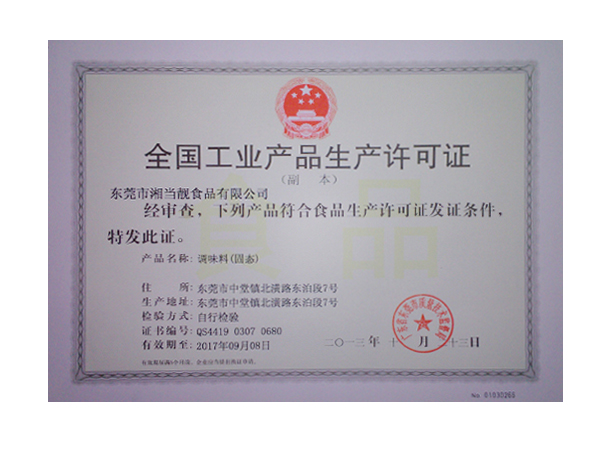 全国工业产品生产许可证
（副 本）
东莞市湘当靓食品有限公司
经审查，下列产品符合食品生产许可证发证条件，
特发此证。
食品
产品名称：调味料(固态)
住 所：东莞市中堂镇北潢路东泊段7号
生产地址：东莞市中堂镇北潢路东泊段7号
检验方式：自行检验
证书编号：QS4419 0307 0680
有效期至：2017年09月08日
二〇一三年十月 十三日
No. 01030266